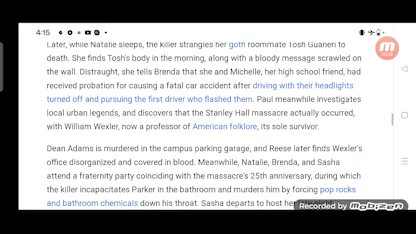 4:15
Later, while Natalie sleeps, the killer strangles her goth roommate Tosh Guaneri to
death. She finds Tosh's body in the morning, along with a bloody message scrawled on
the wall. Distraught, she tells Brenda that she and Michelle, her high school friend, had
received probation for causing a fatal car accident after driving with their headlights
turned off and pursuing the first driver who flashed them. Paul meanwhile investigates
local urban legends, and discovers that the Stanley Hall massacre actually occurred,
with William Wexler, now a professor of American folklore, its sole survivor.
Dean Adams is murdered in the campus parking garage, and Reese later finds Wexler's
office disorganized and covered in blood. Meanwhile, Natalie, Brenda, and Sasha
attend a fraternity party coinciding with the massacre's 25th anniversary, during which
the killer incapacitates Parker in the bathroom and murders him by forcing pop rocks
and bathroom chemicals down his throat. Sasha departs to host her
Recorded by Mobizen